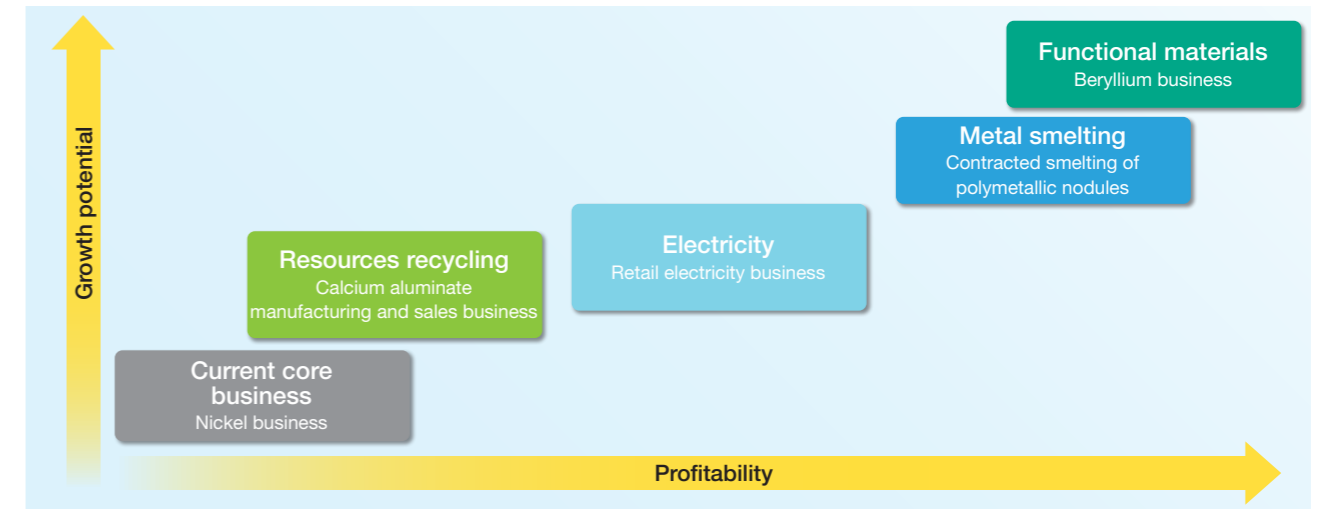 Growth potential
Functional materials
Beryllium business
Metal smelting
Contracted smelting of
polymetallic nodules
Electricity
Retail electricity business
Resources recycling
Calcium aluminate
manufacturing and sales business
Current core
business
Nickel business
Profitability